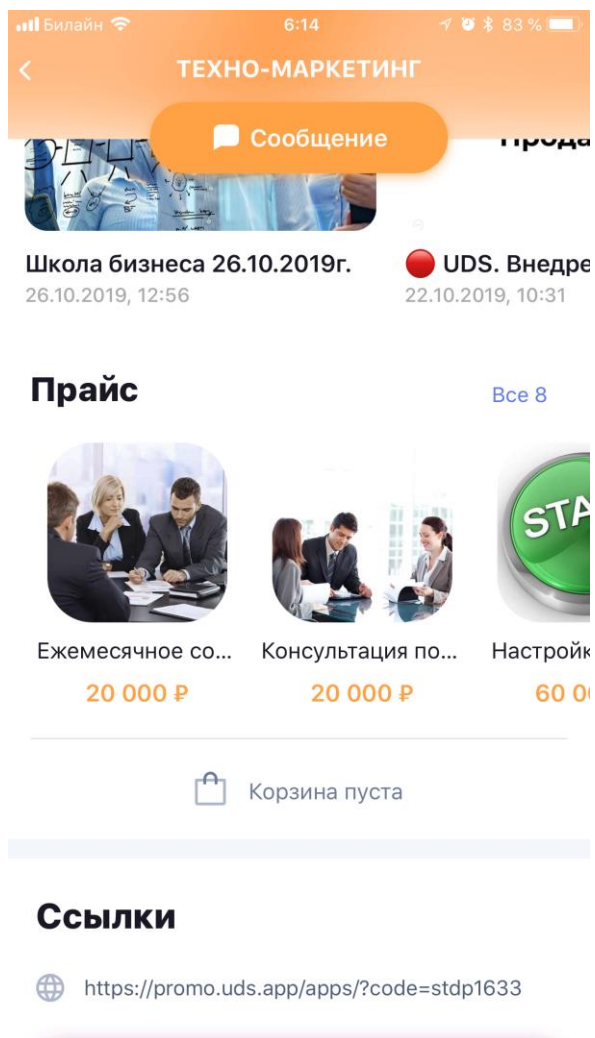 Билайн 6:14 83 %
ТЕХНО-МАРКЕТИНГ
Сообщение
Школа бизнеса 26.10.2019г.
UDS. Внедре
26.10.2019, 12:56
22.10.2019, 10:31
Прайс
Все 8
Ежемесячное со... Консультация по... Настройк
20 000 ₽ 20 000 ₽ 60 00
Корзина пуста
Ссылки
https://promo.uds.app/apps/?code=stdp1633